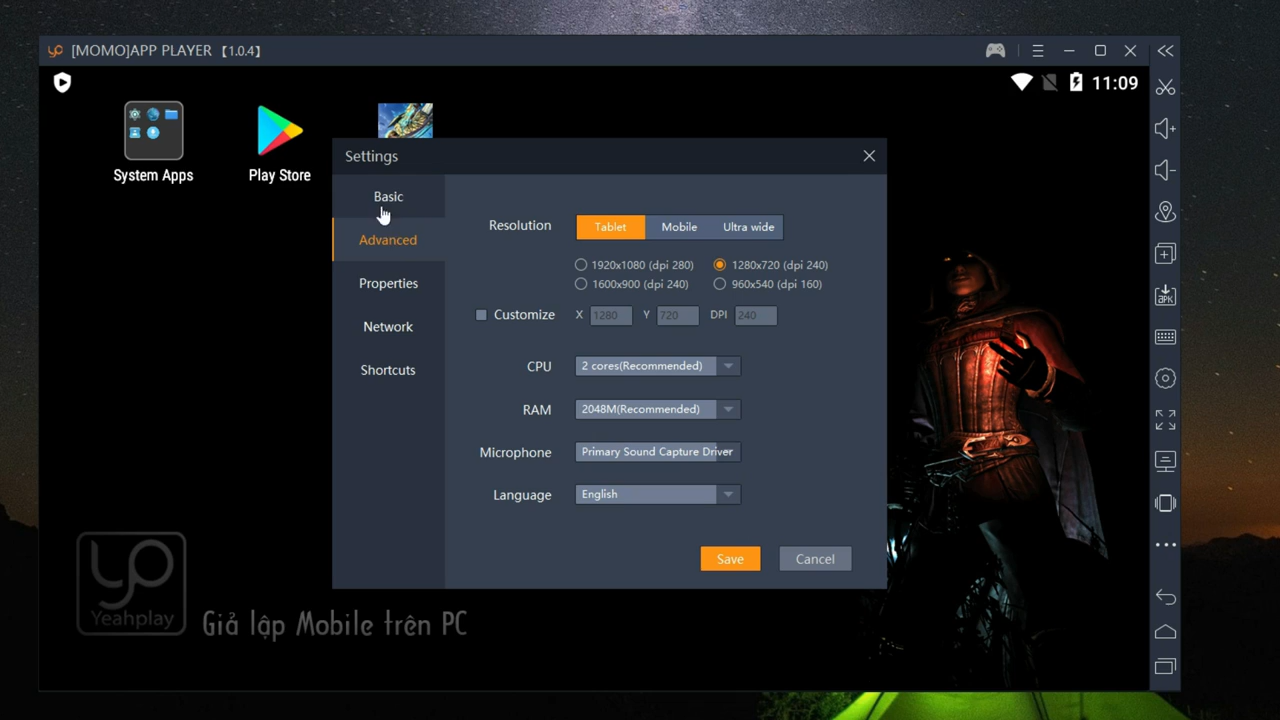 [MOMO]APP PLAYER 【1.0.4】
11:09
System Apps
Play Store
Settings
Basic
Advanced
Properties
Network
Shortcuts
Resolution
Tablet
Mobile
Ultra wide
1920x1080 (dpi 280)
1280x720 (dpi 240)
1600x900 (dpi 240)
960x540 (dpi 160)
Customize
X 1280 Y 720 DPI 240
CPU
2 cores(Recommended)
RAM
2048M(Recommended)
Microphone
Primary Sound Capture Driver
Language
English
Save
Cancel
APK
Yeahplay
Giả lập Mobile trên PC